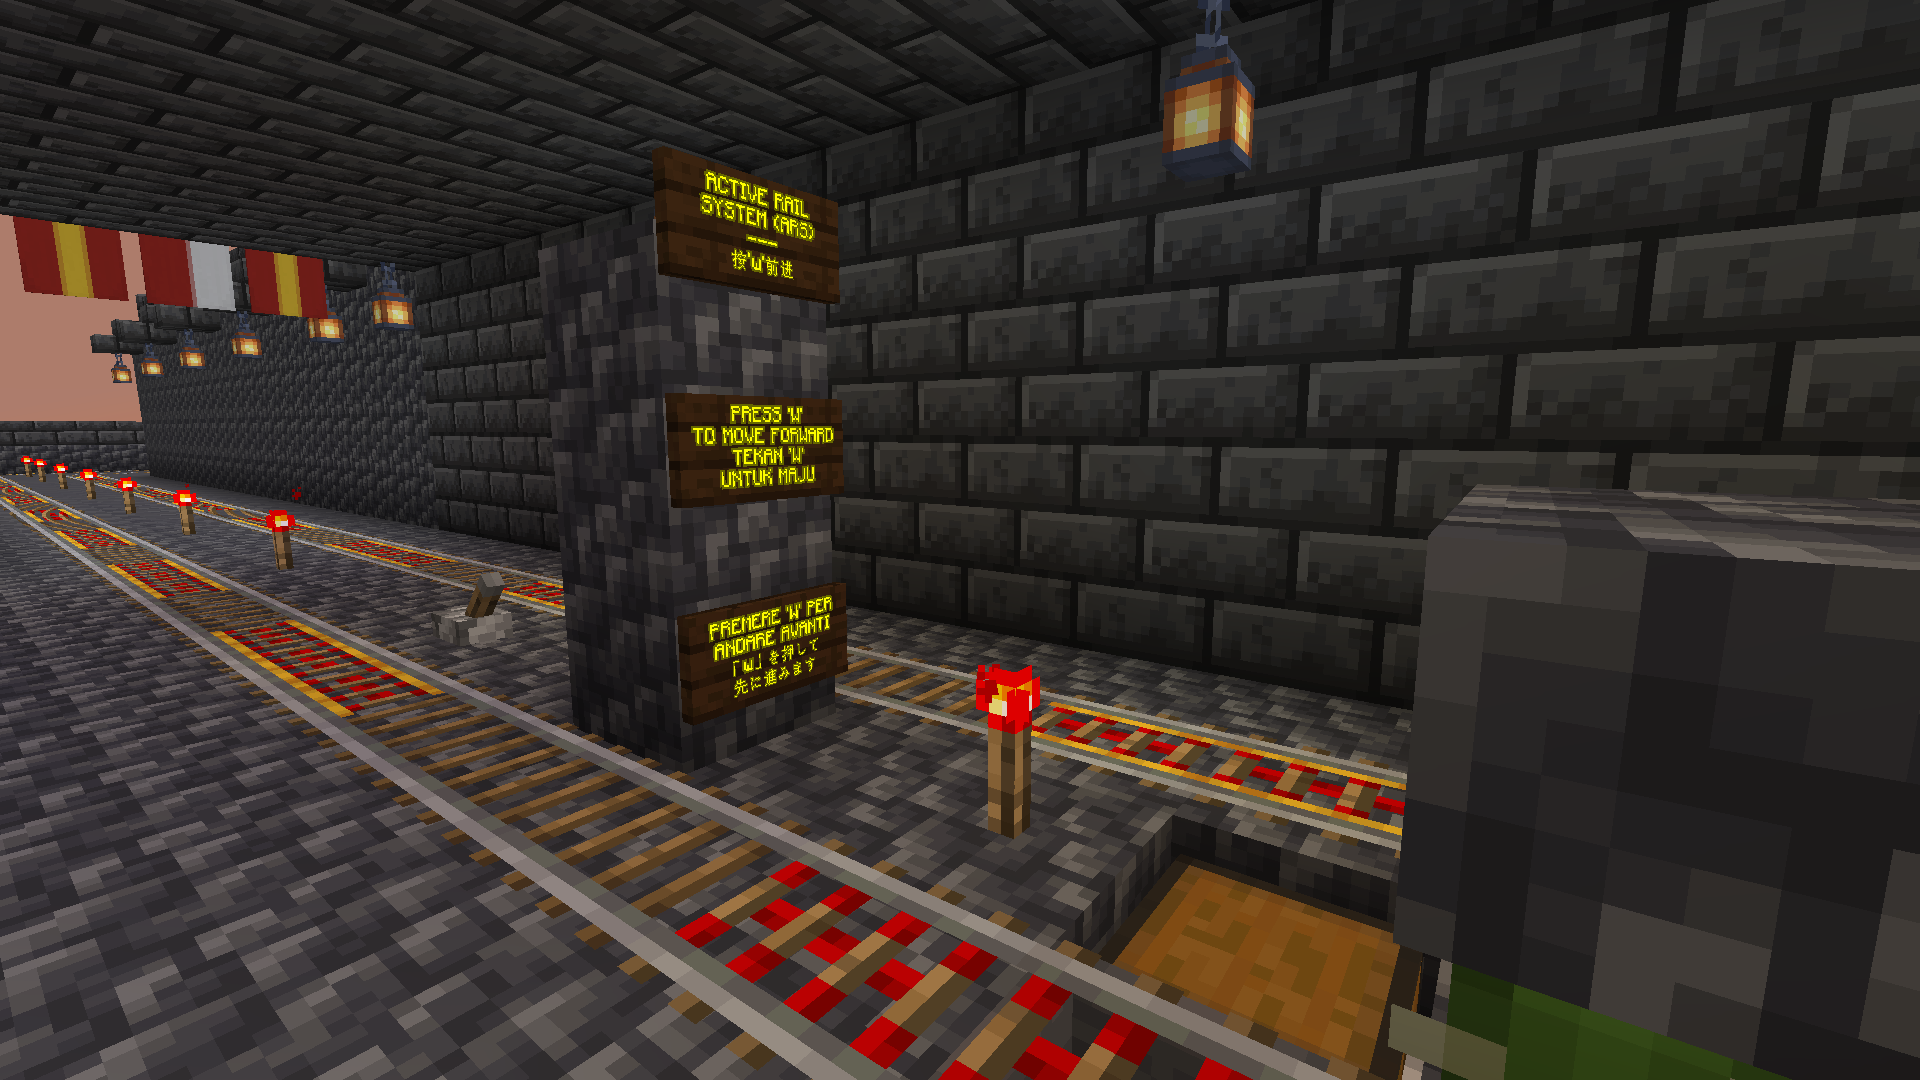 ACTIVE RAIL
SYSTEM (ARS)
---
按'W'前进
PRESS 'W'
TO MOVE FORWARD
TEKAN 'W'
UNTUK MAJU
PREMERE 'W' PER
ANDARE AVANTI
「W」を押して
先に進みます